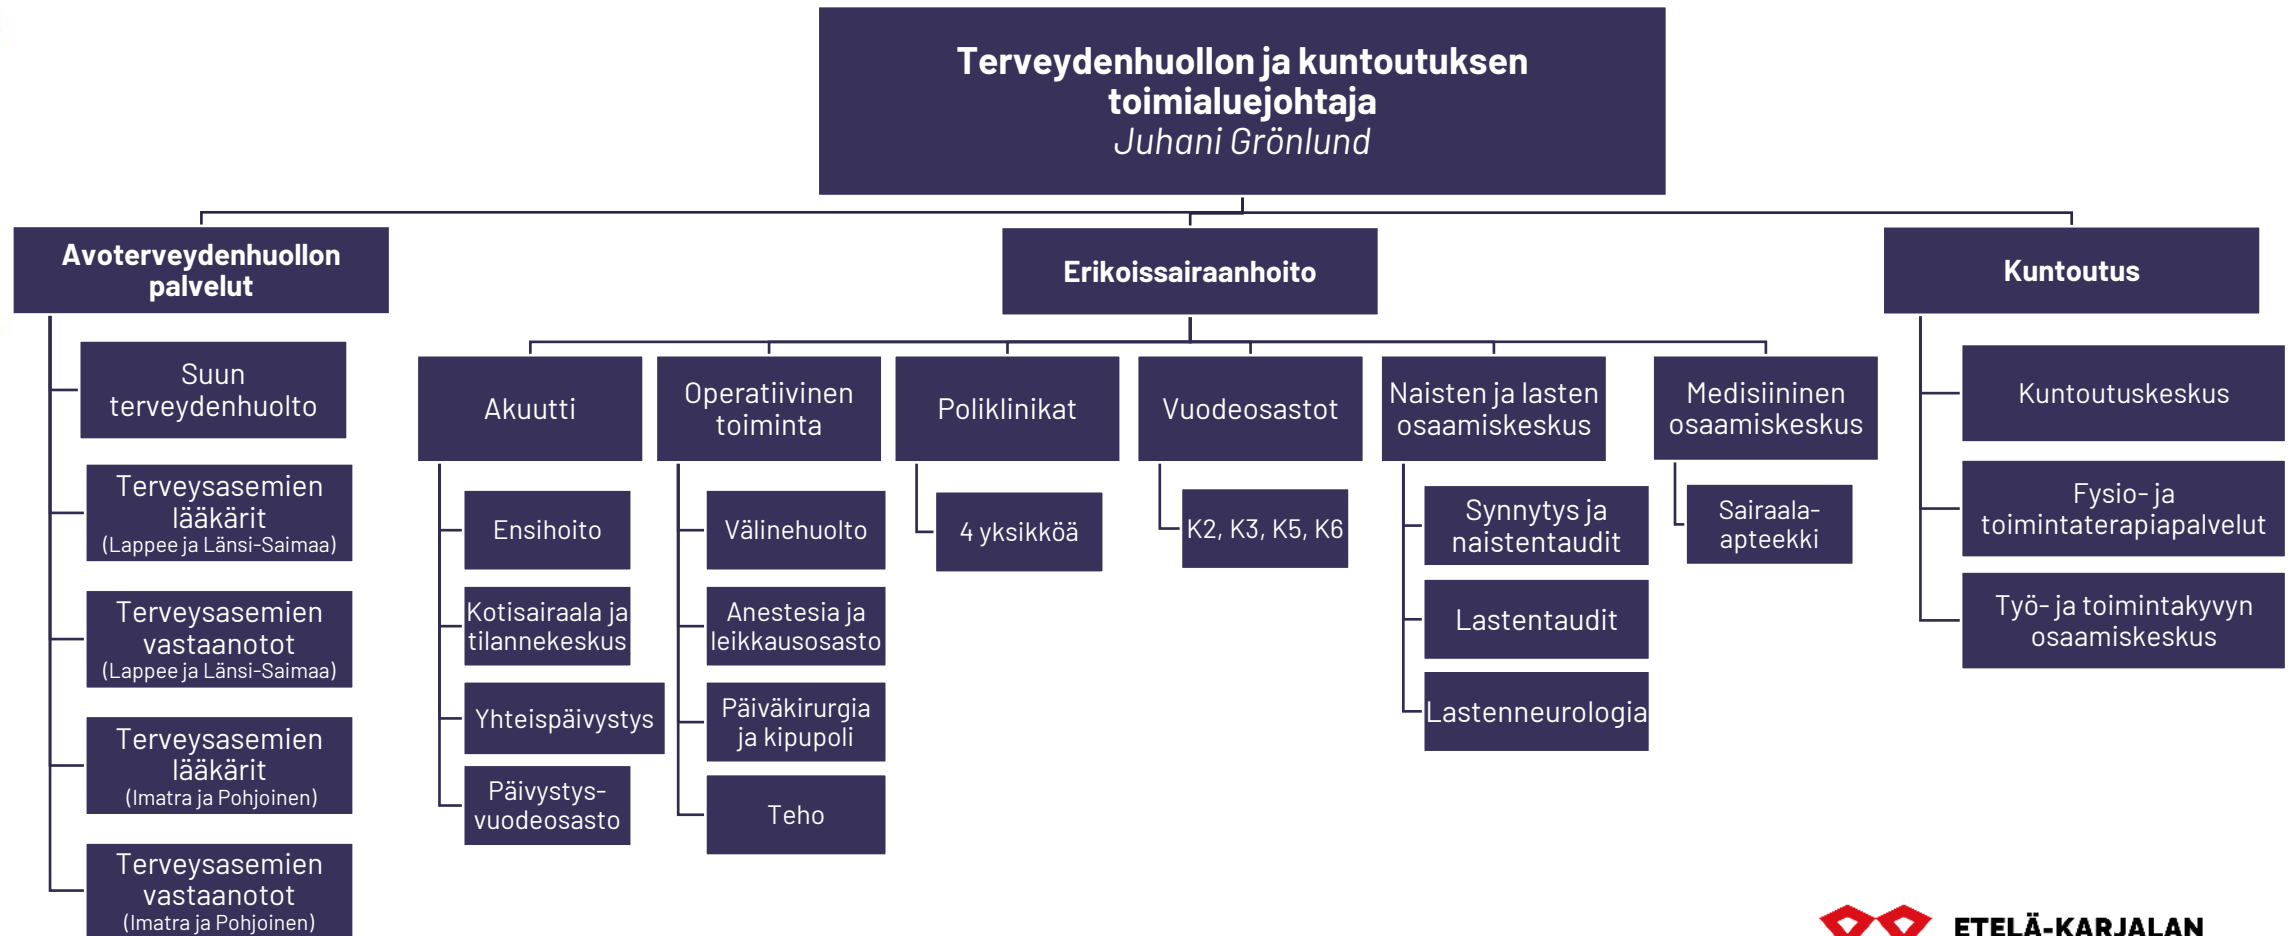 Terveydenhuollon ja kuntoutuksen
toimialuejohtaja
Juhani Grönlund
Avoterveydenhuollon
palvelut
Erikoissairaanhoito
Kuntoutus
Suun
terveydenhuolto
Terveysasemien
lääkärit
(Lappee ja Länsi-Saimaa)
Terveysasemien
vastaanotot
(Lappee ja Länsi-Saimaa)
Terveysasemien
lääkärit
(Imatra ja Pohjoinen)
Terveysasemien
vastaanotot
(Imatra ja Pohjoinen)
Akuutti
Ensihoito
Kotisairaala ja
tilannekeskus
Yhteispäivystys
Päivystys-
vuodeosasto
Operatiivinen
toiminta
Välinehuolto
Anestesia ja
leikkausosasto
Päiväkirurgia
ja kipupoli
Teho
Poliklinikat
4 yksikköä
Vuodeosastot
K2, K3, K5, K6
Naisten ja lasten
osaamiskeskus
Synnytys ja
naistentaudit
Lastentaudit
Lastenneurologia
Medisiininen
osaamiskeskus
Sairaala-
apteekki
Kuntoutuskeskus
Fysio- ja
toimintaterapiapalvelut
Työ- ja toimintakyvyn
osaamiskeskus
ETELÄ-KARJALAN